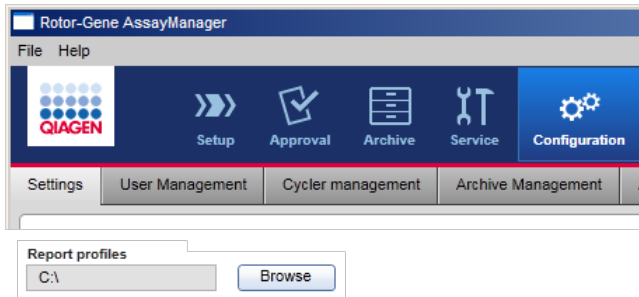 Rotor-Gene AssayManager
File Help
QIAGEN
Setup Approval Archive Service Configuration
Settings User Management Cycler management Archive Management
Report profiles
C:\ Browse